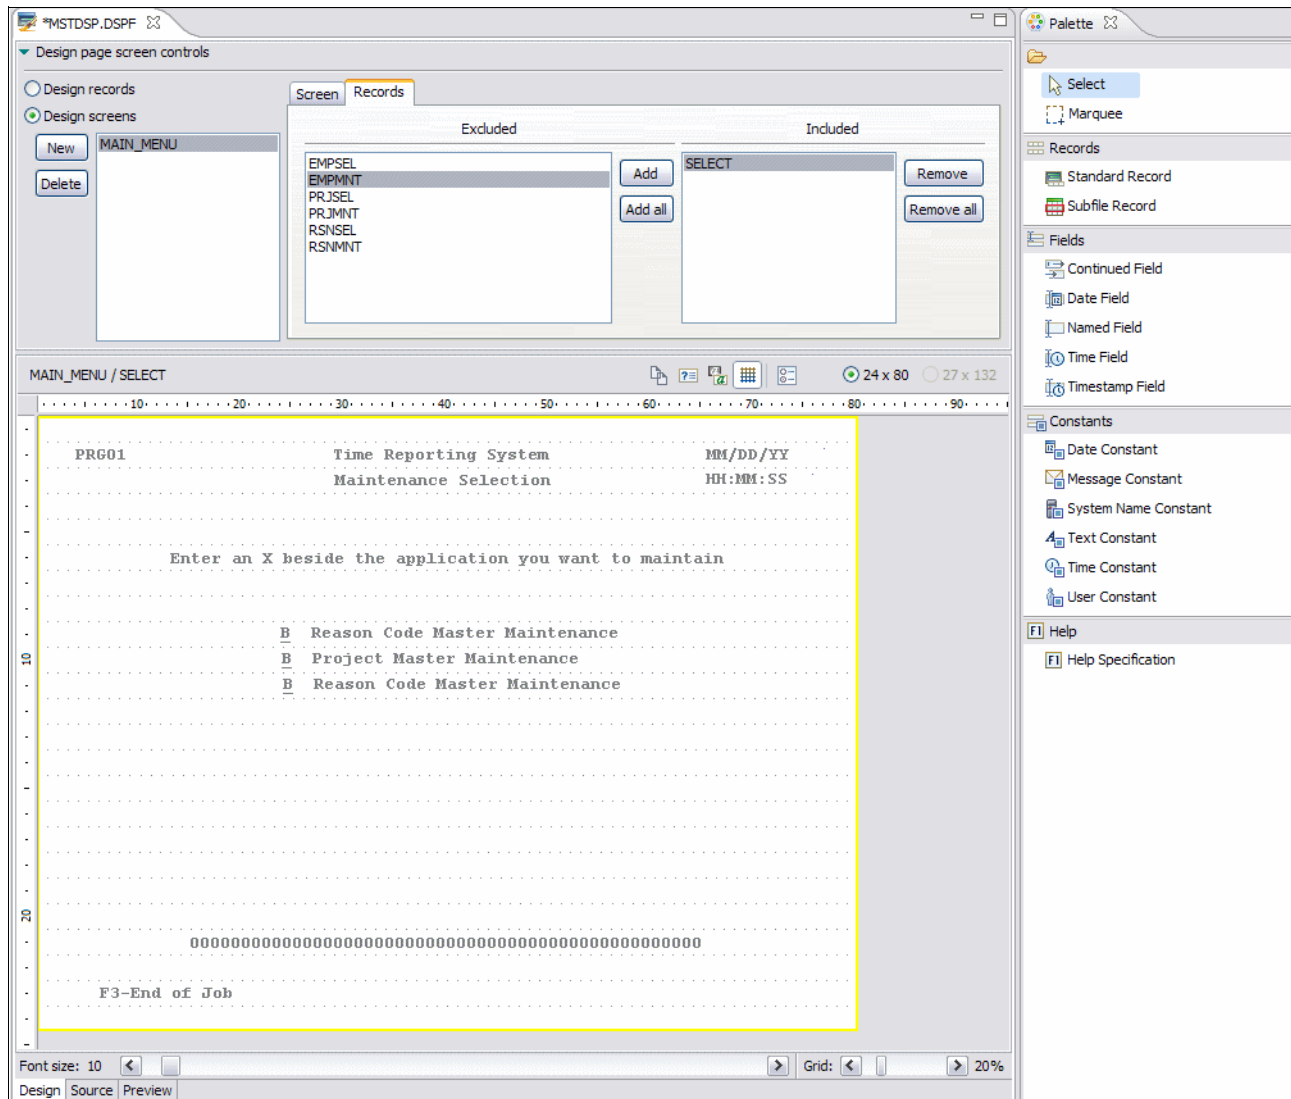 *MSTDSP.DSPF
Design page screen controls
Design records
Design screens
New
Delete
MAIN_MENU
Screen
Records
Excluded
EMPSEL
EMPMNT
PRJSEL
PRJMNT
RSNSEL
RSNMNT
Add
Add all
Included
SELECT
Remove
Remove all
MAIN_MENU / SELECT
24 x 80
27 x 132
10 20 30 40 50 60 70 80 90
PRG01 Time Reporting System MM/DD/YY
Maintenance Selection HH:MM:SS
Enter an X beside the application you want to maintain
B Reason Code Master Maintenance
10
B Project Master Maintenance
B Reason Code Master Maintenance
20
OOOOOOOOOOOOOOOOOOOOOOOOOOOOOOOOOOOOOOOOOOOOOOOOOO
F3-End of Job
Font size: 10
Grid:
20%
Design
Source
Preview
Palette
Select
Marquee
Records
Standard Record
Subfile Record
Fields
Continued Field
Date Field
Named Field
Time Field
Timestamp Field
Constants
Date Constant
Message Constant
System Name Constant
Text Constant
Time Constant
User Constant
F1 Help
F1 Help Specification